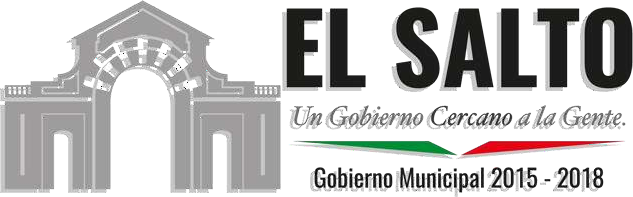 EL SALTO
Un Gobierno Cercano a la Gente.
Gobierno Municipal 2015 - 2018